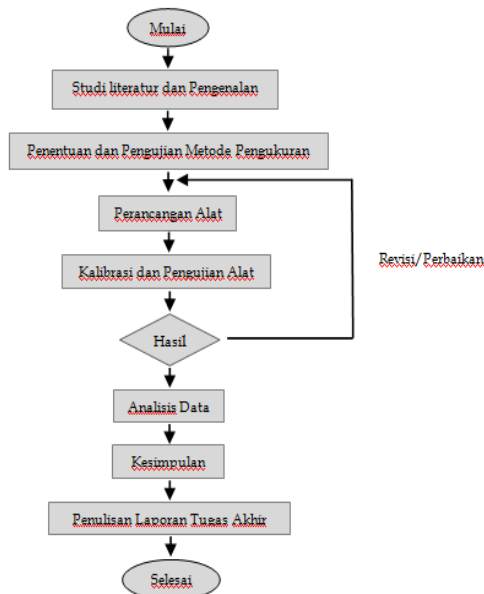 Mulai
Studi literatur dan Pengenalan
Penentuan dan Pengujian Metode Pengukuran
Perancangan Alat
Revisi/Perbaikan
Kalibrasi dan Pengujian Alat
Hasil
Analisis Data
Kesimpulan
Penulisan Laporan Tugas Akhir
Selesai